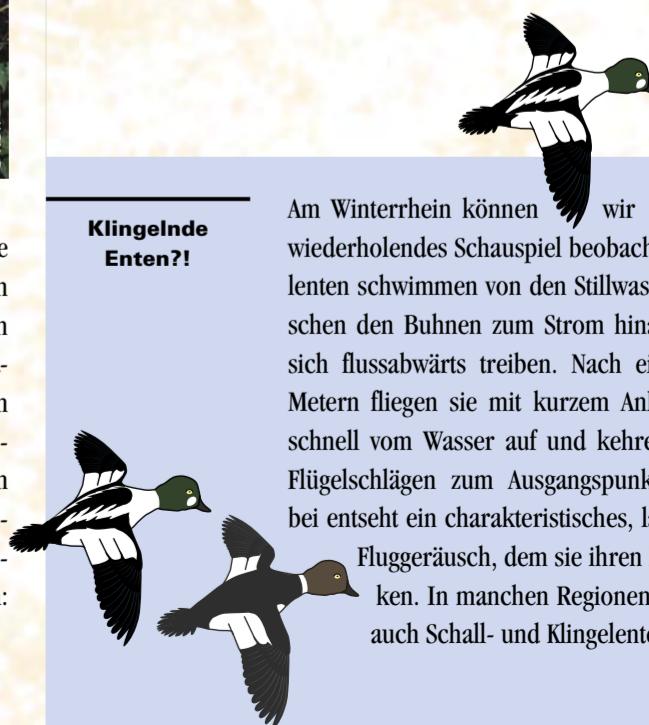 e
n
n
-
n
-
n
-
-
:
Klingelnde
Enten?!
Am Winterrhein können wir
wiederholendes Schauspiel beobach
lenten schwimmen von den Stillwas
schen den Buhnen zum Strom hin
sich flussabwärts treiben. Nach ei
Metern fliegen sie mit kurzem An
schnell vom Wasser auf und kehre
Flügelschlägen zum Ausgangspunk
bei entseht ein charakteristisches, l
Fluggeräusch, dem sie ihren
ken. In manchen Regionen
auch Schall- und Klingelent